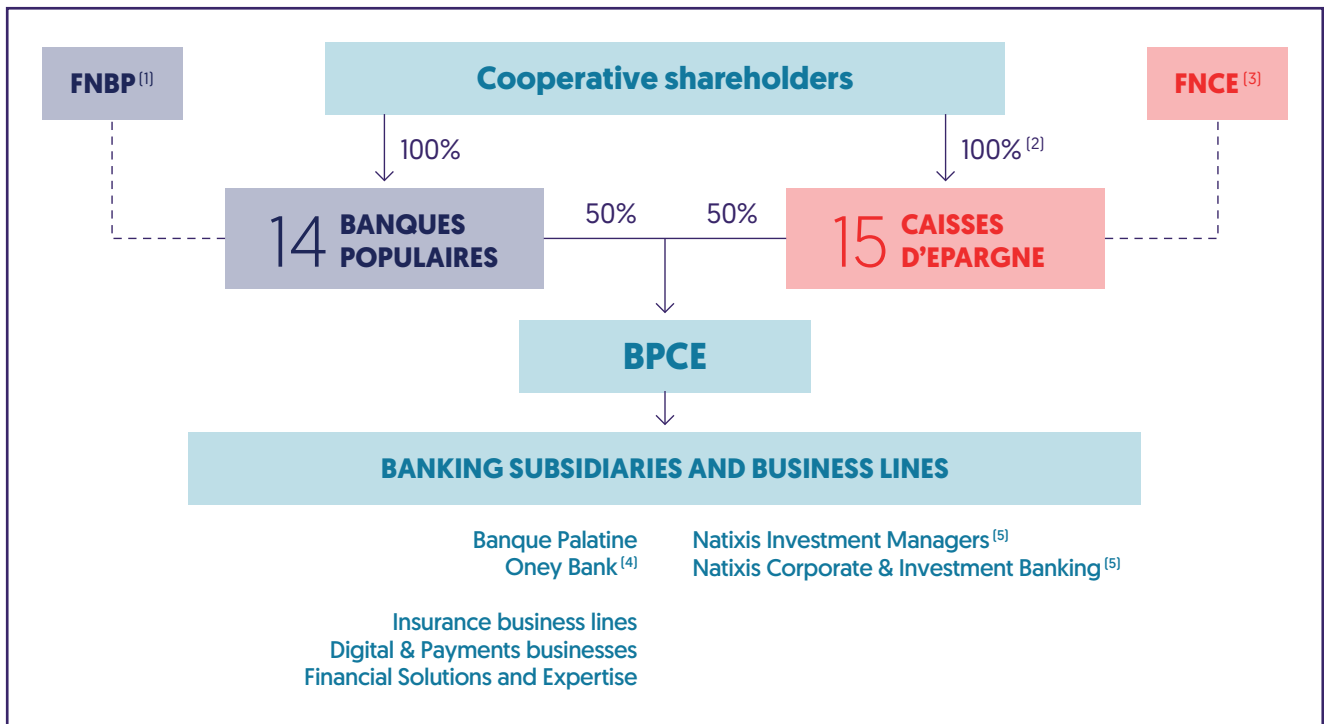 FNBP (1)
Cooperative shareholders
FNCE (3)
100%
100% (2)
14 BANQUES
POPULAIRES
50%
50%
15 CAISSES
D'EPARGNE
BPCE
BANKING SUBSIDIARIES AND BUSINESS LINES
Banque Palatine
Oney Bank (4)
Natixis Investment Managers (5)
Natixis Corporate & Investment Banking (5)
Insurance business lines
Digital & Payments businesses
Financial Solutions and Expertise